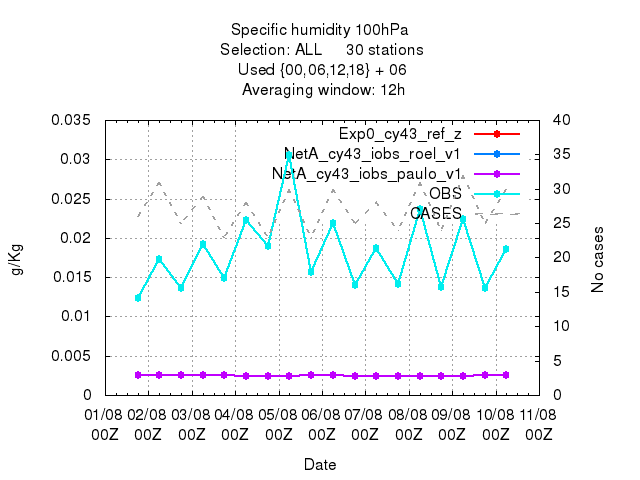 Specific humidity 100hPa
Selection: ALL 30 stations
Used {00,06,12,18} + 06
Averaging window: 12h
0.035 40
Exp0_cy43_ref_z
0.03 NetA_cy43_iobs_roel_v1 35
NetA_cy43_iobs_paulo_v1
0.025 OBS 30
CASES 25
0.02 20
0.015 15
0.01 10
0.005 5
0 0
g/Kg
No cases
01/08 02/08 03/08 04/08 05/08 06/08 07/08 08/08 09/08 10/08 11/08
00Z 00Z 00Z 00Z 00Z 00Z 00Z 00Z 00Z 00Z 00Z
Date